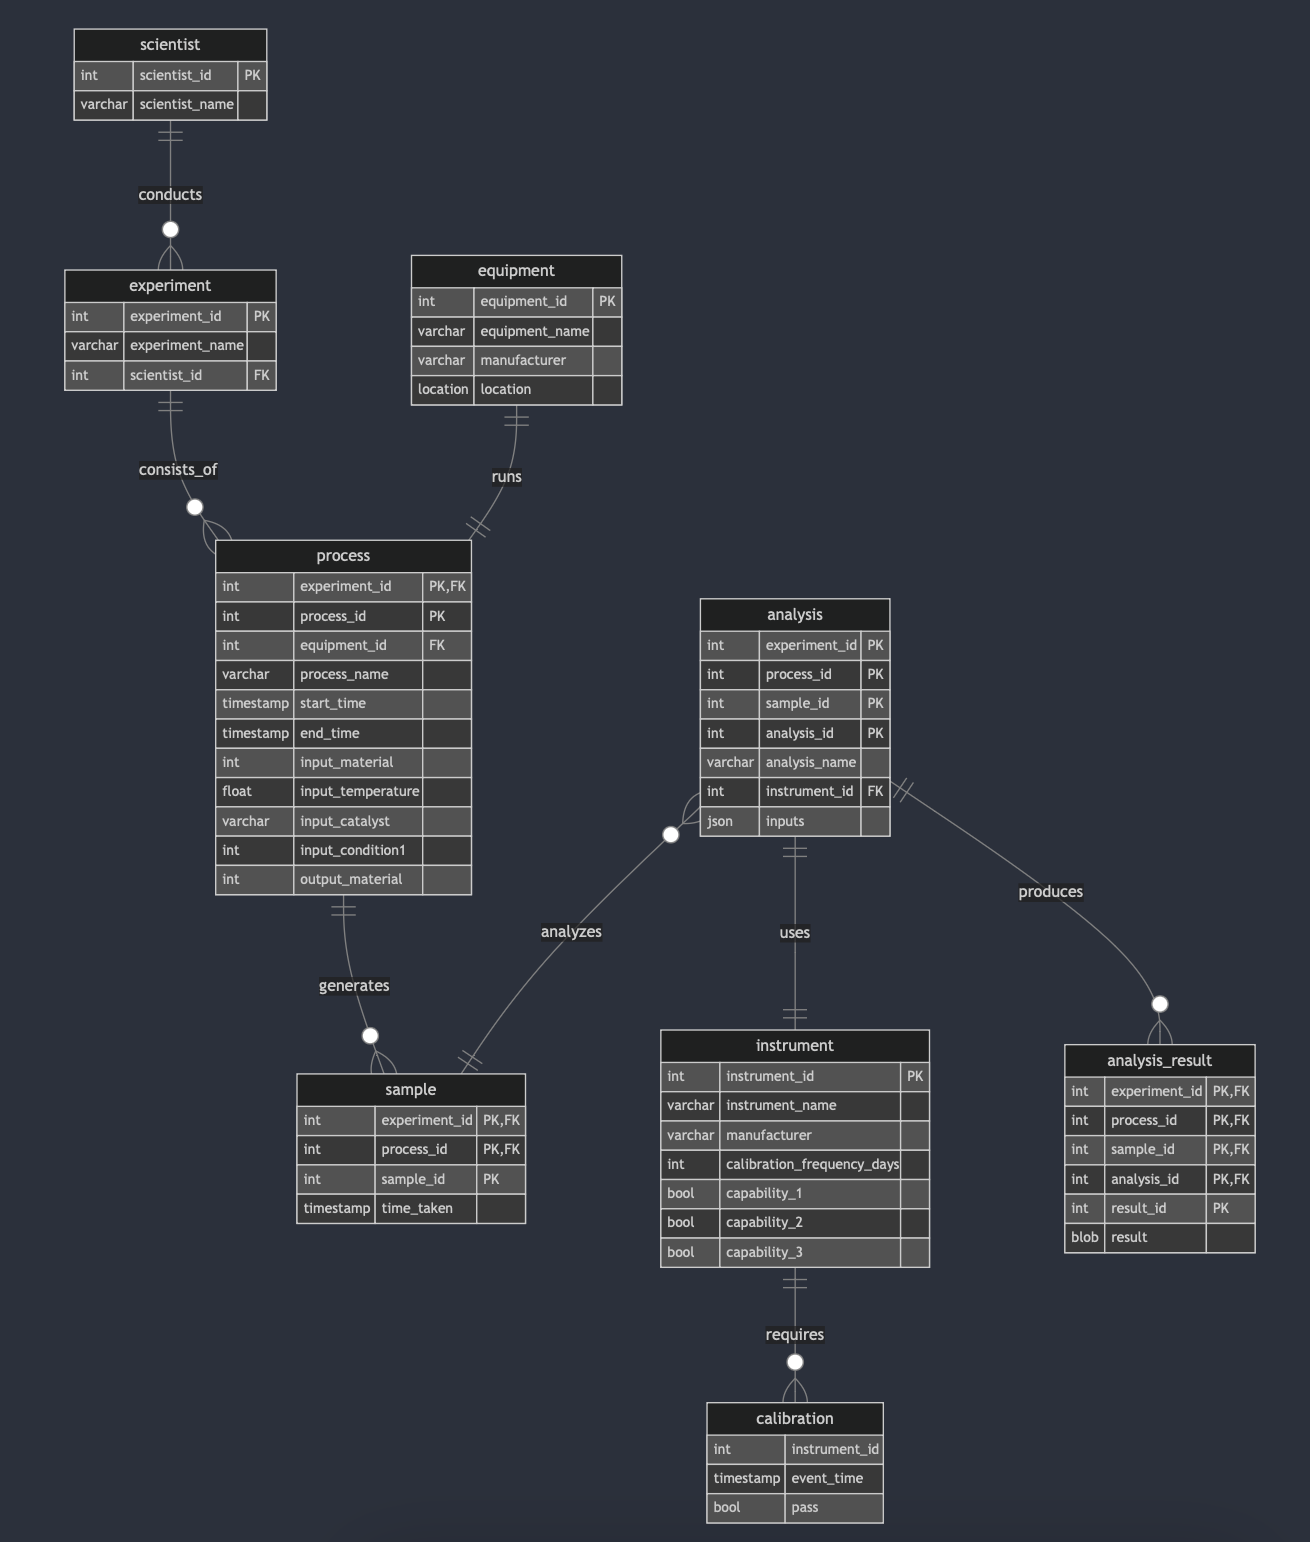 scientist
int scientist_id PK
varchar scientist_name
conducts
experiment
int experiment_id PK
varchar experiment_name
int scientist_id FK
equipment
int equipment_id PK
varchar equipment_name
varchar manufacturer
location location
consists_of
runs
process
int experiment_id PK,FK
int process_id PK
int equipment_id FK
varchar process_name
timestamp start_time
timestamp end_time
int input_material
float input_temperature
varchar input_catalyst
int input_condition1
int output_material
analysis
int experiment_id PK
int process_id PK
int sample_id PK
int analysis_id PK
varchar analysis_name
int instrument_id FK
json inputs
generates
analyzes
uses
produces
sample
int experiment_id PK,FK
int process_id PK,FK
int sample_id PK
timestamp time_taken
instrument
int instrument_id PK
varchar instrument_name
varchar manufacturer
int calibration_frequency_days
bool capability_1
bool capability_2
bool capability_3
analysis_result
int experiment_id PK,FK
int process_id PK,FK
int sample_id PK,FK
int analysis_id PK,FK
int result_id PK
blob result
requires
calibration
int instrument_id
timestamp event_time
bool pass